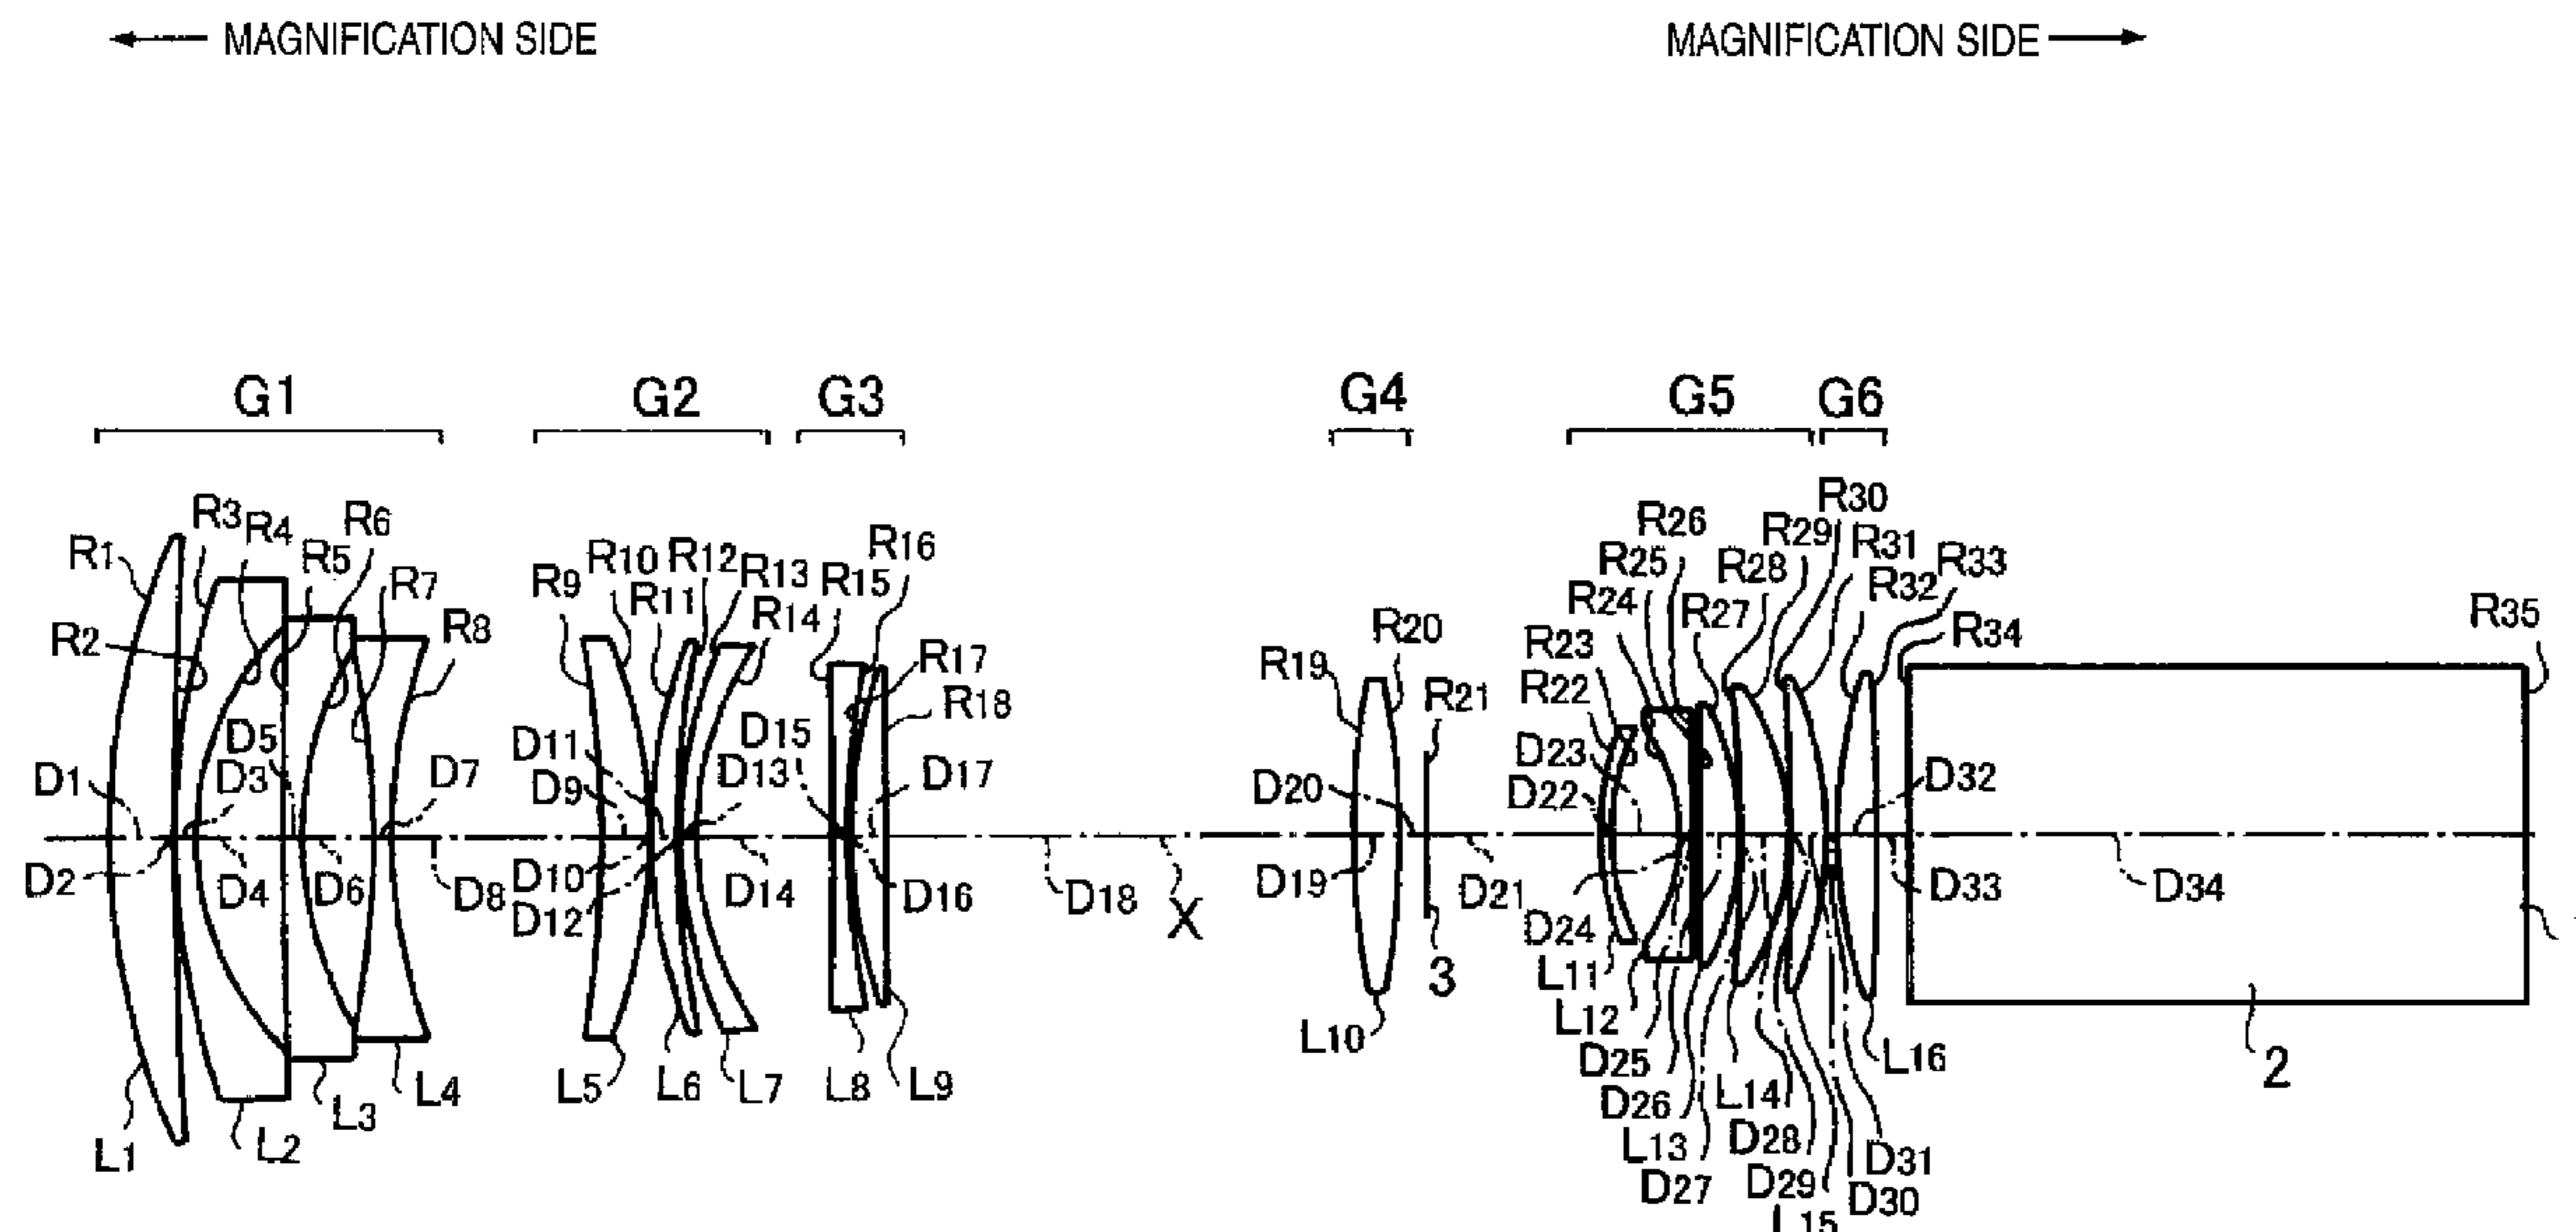 MAGNIFICATION SIDE MAGNIFICATION SIDE
G1 G2 G3 G4 G5 G6
R1 R2 R3 R4 R5 R6 R7 R8
R9 R10 R11 R12 R13 R14
R15 R16 R17 R18
R19 R20 R21
R22 R23 R24 R25 R26 R27 R28 R29 R30 R31 R32 R33 R34 R35
D1 D2 D3 D4 D5 D6 D7 D8
D9 D10 D11 D12 D13 D14
D15 D16 D17 D18 X
D19 D20 D21
D22 D23 D24 D25 D26 D27 D28 D29 D30 D31 D32 D33 D34
L1 L2 L3 L4 L5 L6 L7 L8 L9 L10 3
L11 L12 L13 L14 L15 L16 2